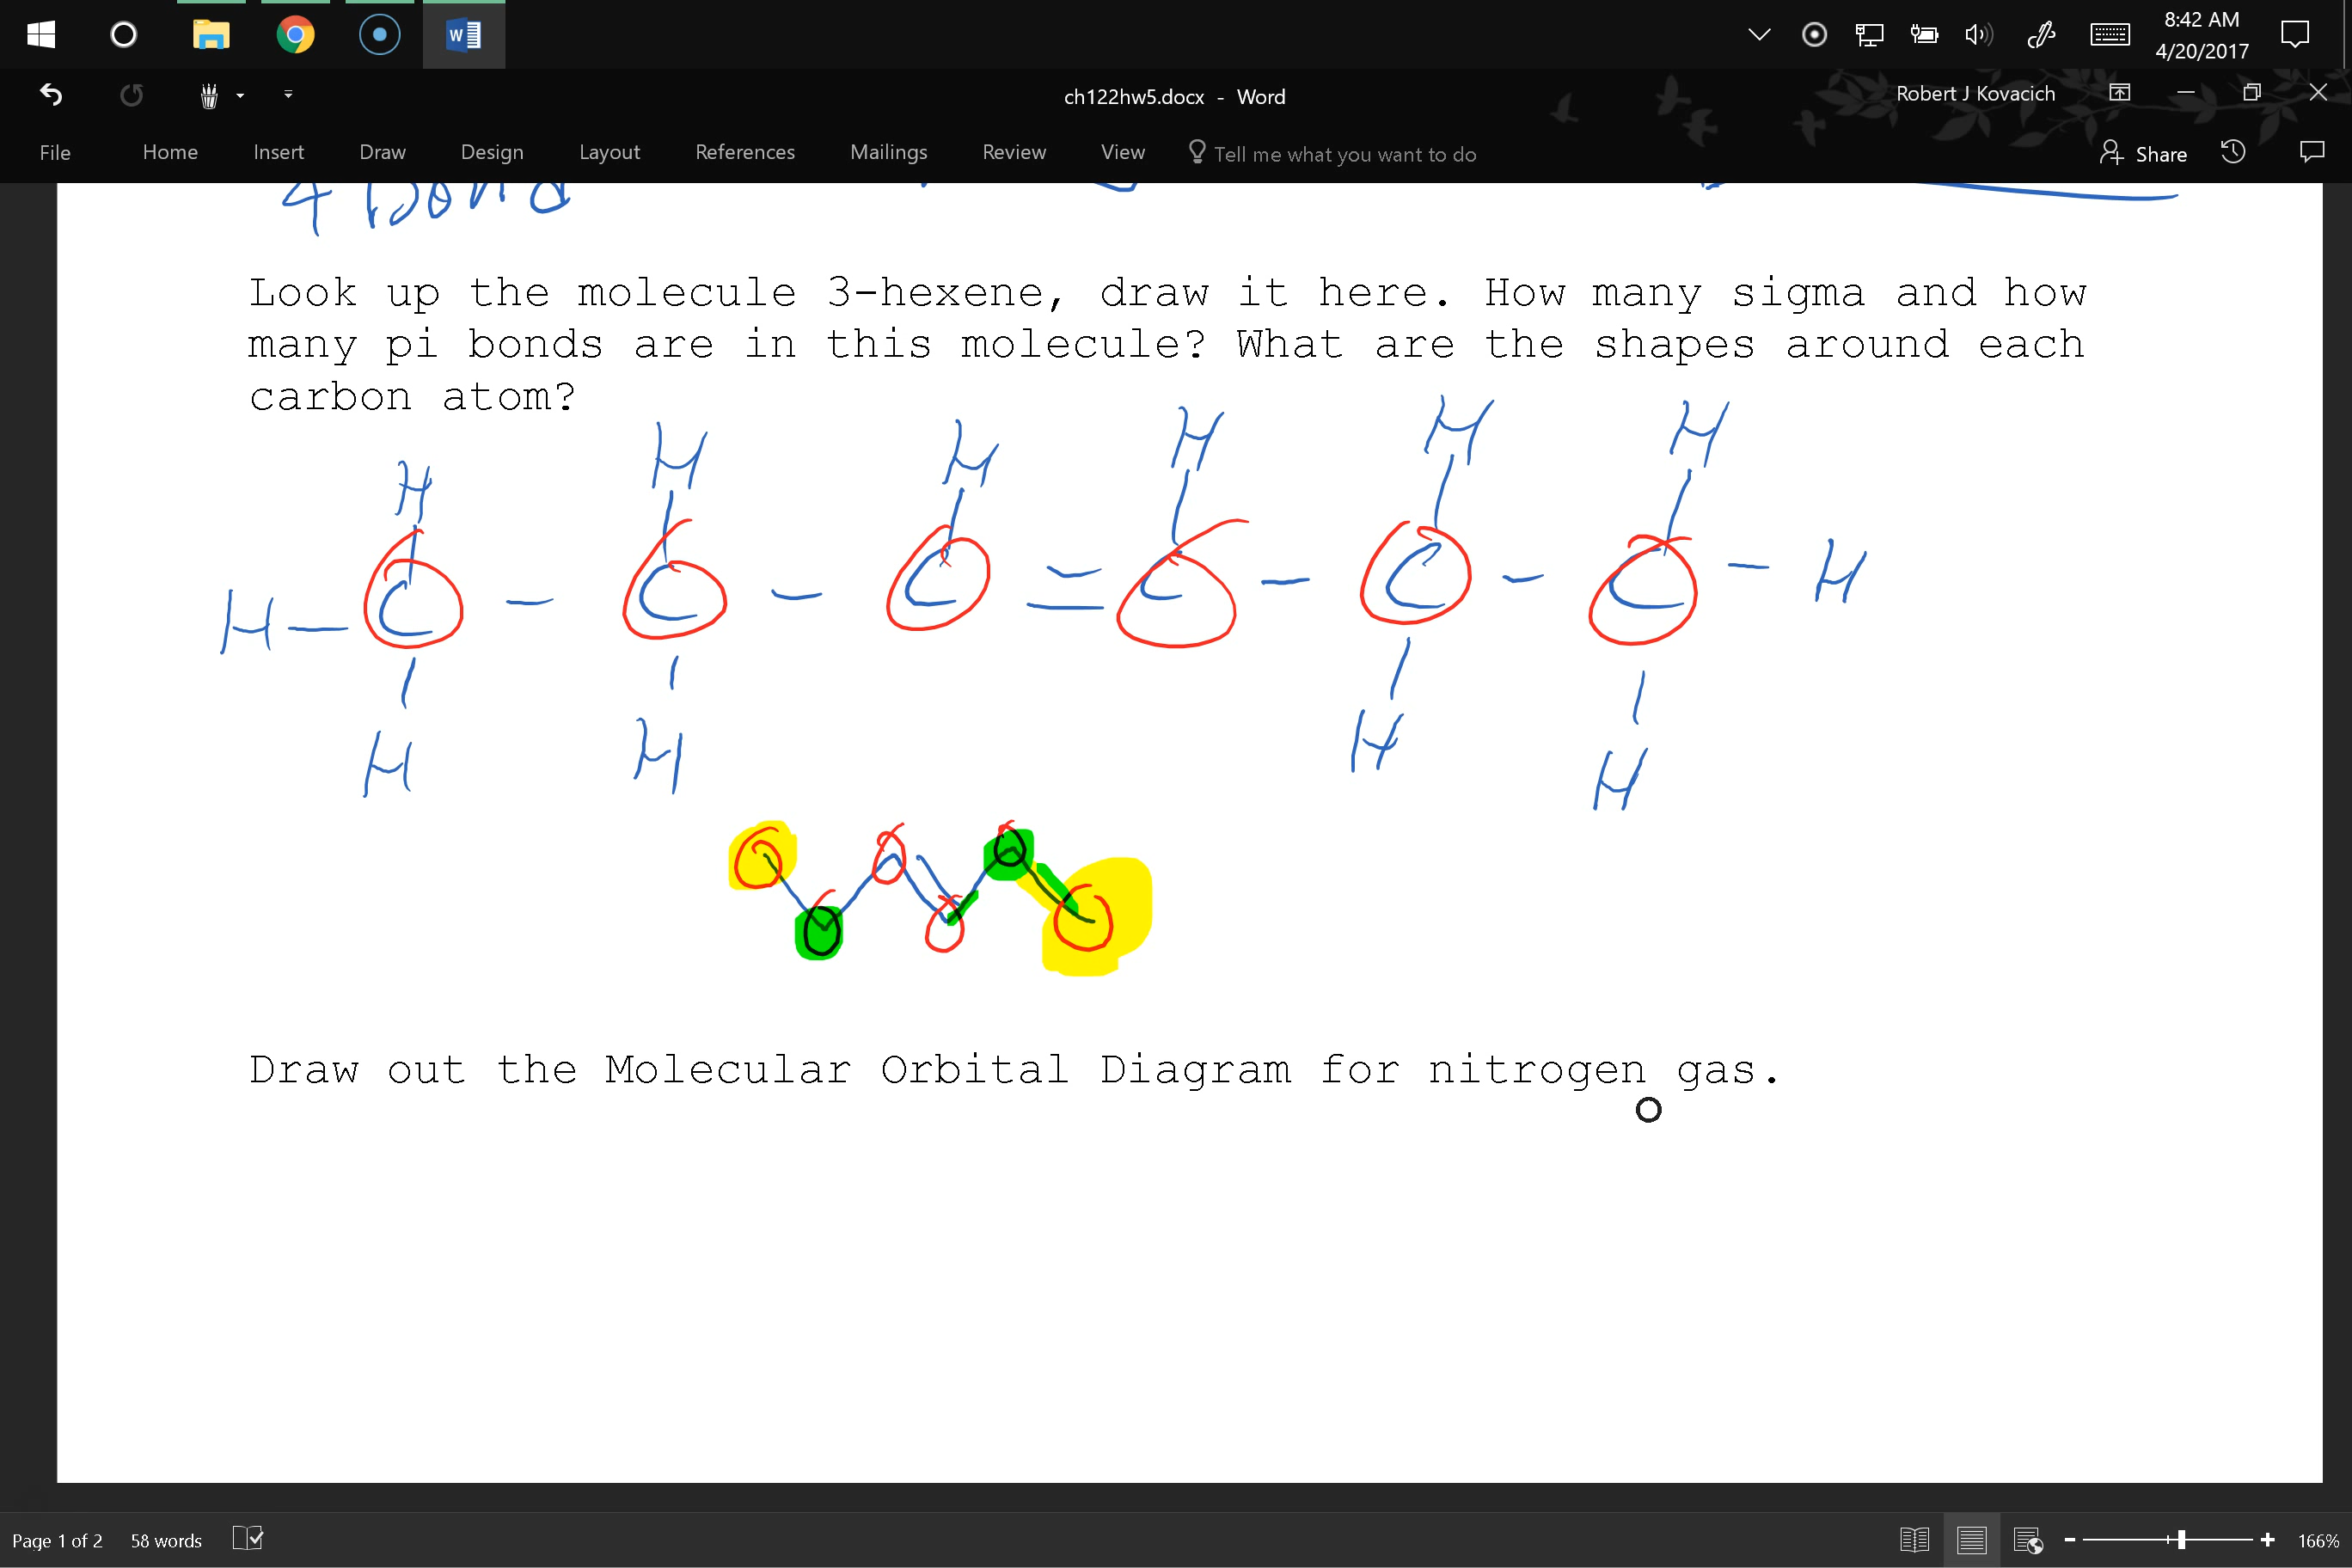 8:42 AM
4/20/2017
ch122hw5.docx - Word
Robert J Kovacich
File Home Insert Draw Design Layout References Mailings Review View Tell me what you want to do Share
4 bond
Look up the molecule 3-hexene, draw it here. How many sigma and how
many pi bonds are in this molecule? What are the shapes around each
carbon atom?
H H H H H H
H - C - C - C = C - C - C - H
H H H H
Draw out the Molecular Orbital Diagram for nitrogen gas.
Page 1 of 2 58 words 166%